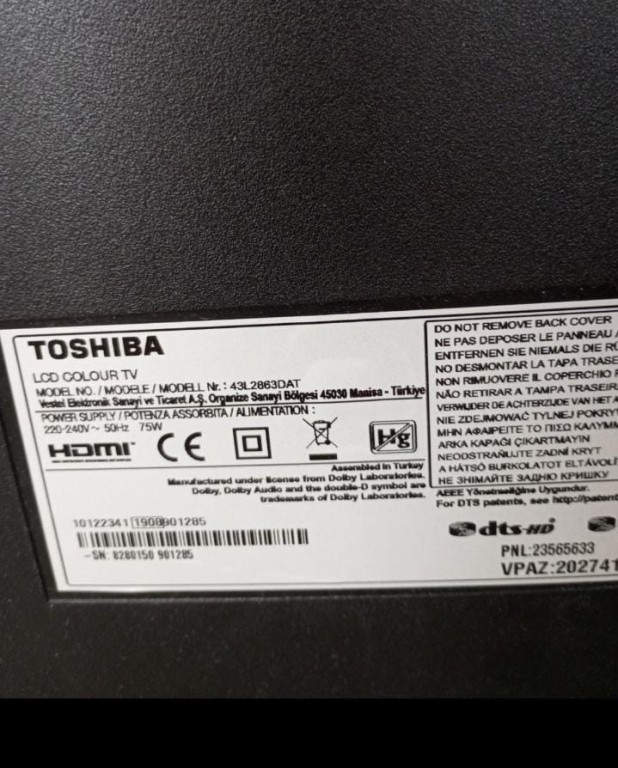 TOSHIBA
LCD COLOUR TV
MODEL NO. / MODELE / MODELL Nr. : 43L2863DAT
Vestel Elektronik Sanayi ve Ticaret A.Ş. Organize Sanayi Bölgesi 45030 Manisa - Türkiye
POWER SUPPLY / POTENZA ASSORBITA / ALIMENTATION :
220-240V ~ 50Hz 75W
HDMI CE Hg
Assembled in Turkey
Manufactured under license from Dolby Laboratories.
Dolby, Dolby Audio and the double-D symbol are
trademarks of Dolby Laboratories.
10122341 1908 901285
-SN: 8280150 901285
DO NOT REMOVE BACK COVER
NE PAS DEPOSER LE PANNEAU
ENTFERNEN SIE NIEMALS DIE
NO DESMONTAR LA TAPA TRASE
NON RIMUOVERE IL COPERCHIO
NÃO RETIRAR A TAMPA TRASEIR
VERWIJDER DE ACHTERZIJDE VAN HET
NIE ZDEJMOWAĆ TYLNEJ POKRY
ΜΗΝ ΑΦΑΙΡΕΙΤΕ ΤΟ ΠΙΣΩ ΚΑΛΥΜΜ
ARKA KAPAĞI ÇIKARTMAYIN
NEODSTRAŇUJTE ZADNÍ KRYT
A HÁTSÓ BURKOLATOT ELTÁVOLÍ
НЕ ЗНІМАЙТЕ ЗАДНЮ КРИШКУ
AEEE Yönetmeliğine Uygundur.
For DTS patents, see http://patent
dts-HD
PNL:23565633
VPAZ:202741